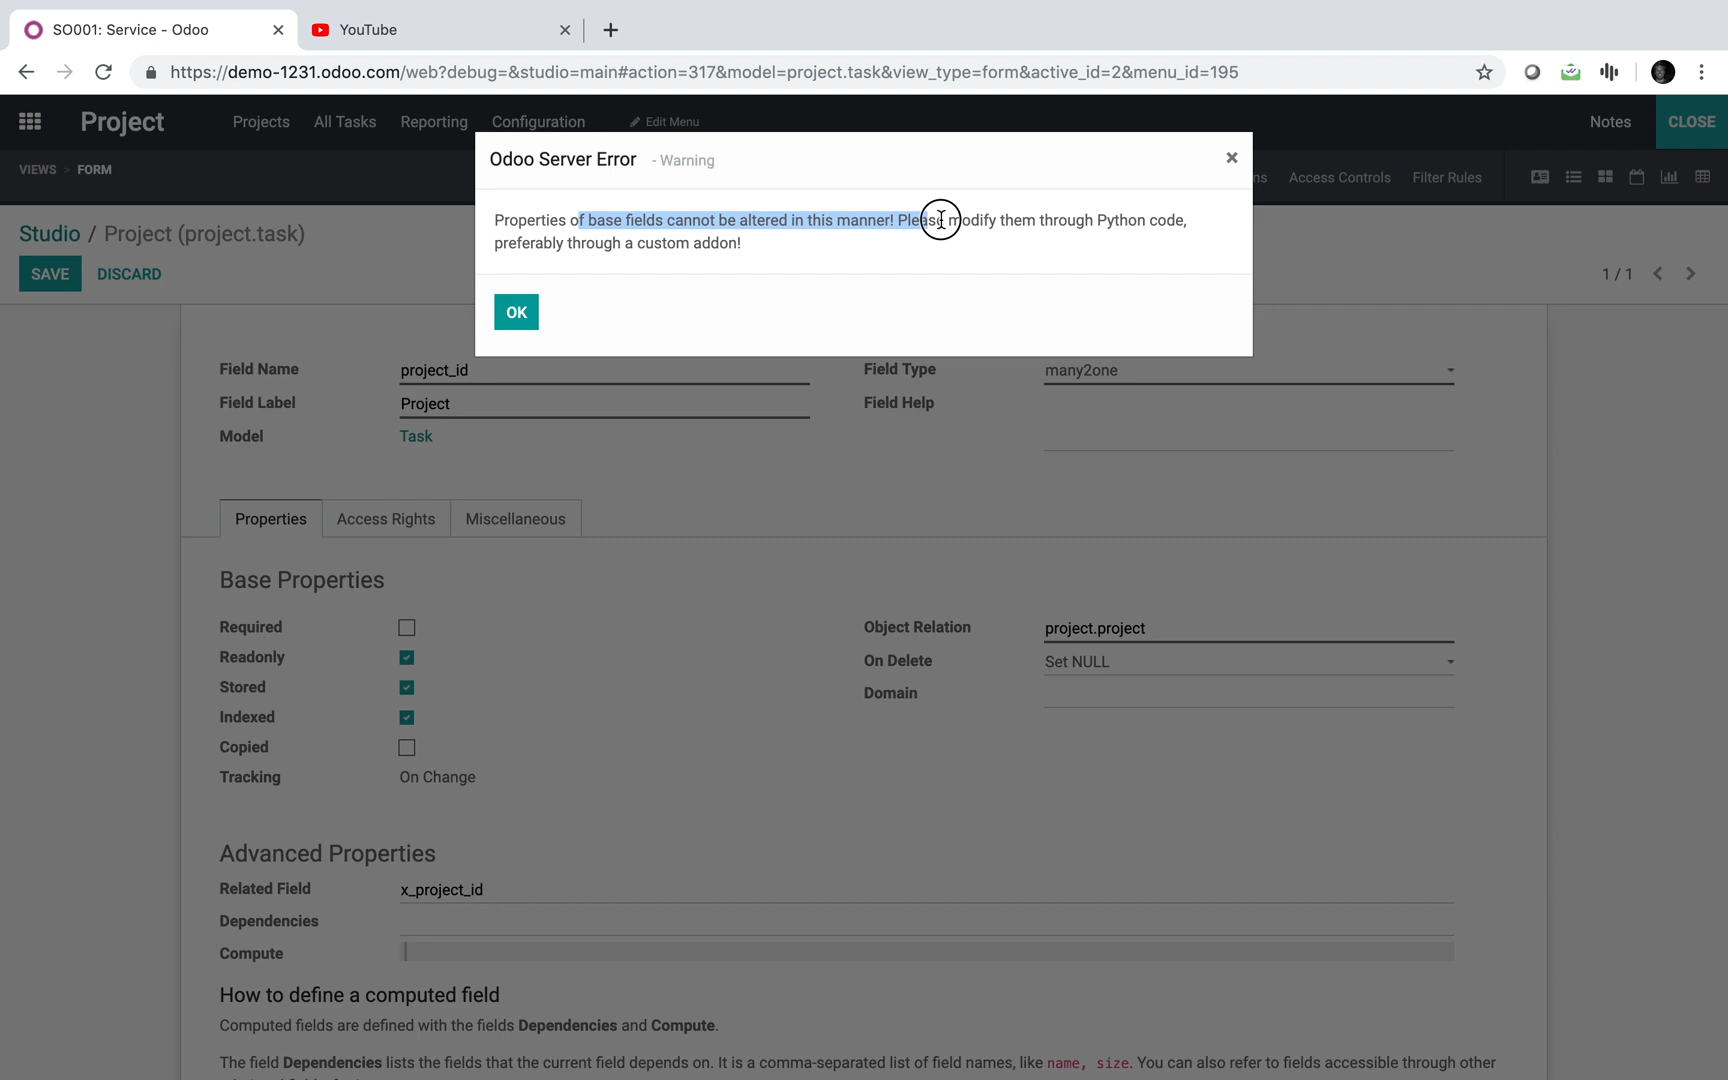 SO001: Service - Odoo
YouTube
https://demo-1231.odoo.com/web?debug=&studio=main#action=317&model=project.task&view_type=form&active_id=2&menu_id=195
Project Projects All Tasks Reporting Configuration Edit Menu Notes CLOSE
VIEWS > FORM
Access Controls Filter Rules
Odoo Server Error - Warning
Properties of base fields cannot be altered in this manner! Please modify them through Python code,
preferably through a custom addon!
OK
Studio / Project (project.task)
SAVE DISCARD 1 / 1
Field Name project_id Field Type many2one
Field Label Project Field Help
Model Task
Properties Access Rights Miscellaneous
Base Properties
Required Object Relation project.project
Readonly On Delete Set NULL
Stored Domain
Indexed
Copied
Tracking On Change
Advanced Properties
Related Field x_project_id
Dependencies
Compute
How to define a computed field
Computed fields are defined with the fields Dependencies and Compute.
The field Dependencies lists the fields that the current field depends on. It is a comma-separated list of field names, like name, size. You can also refer to fields accessible through other